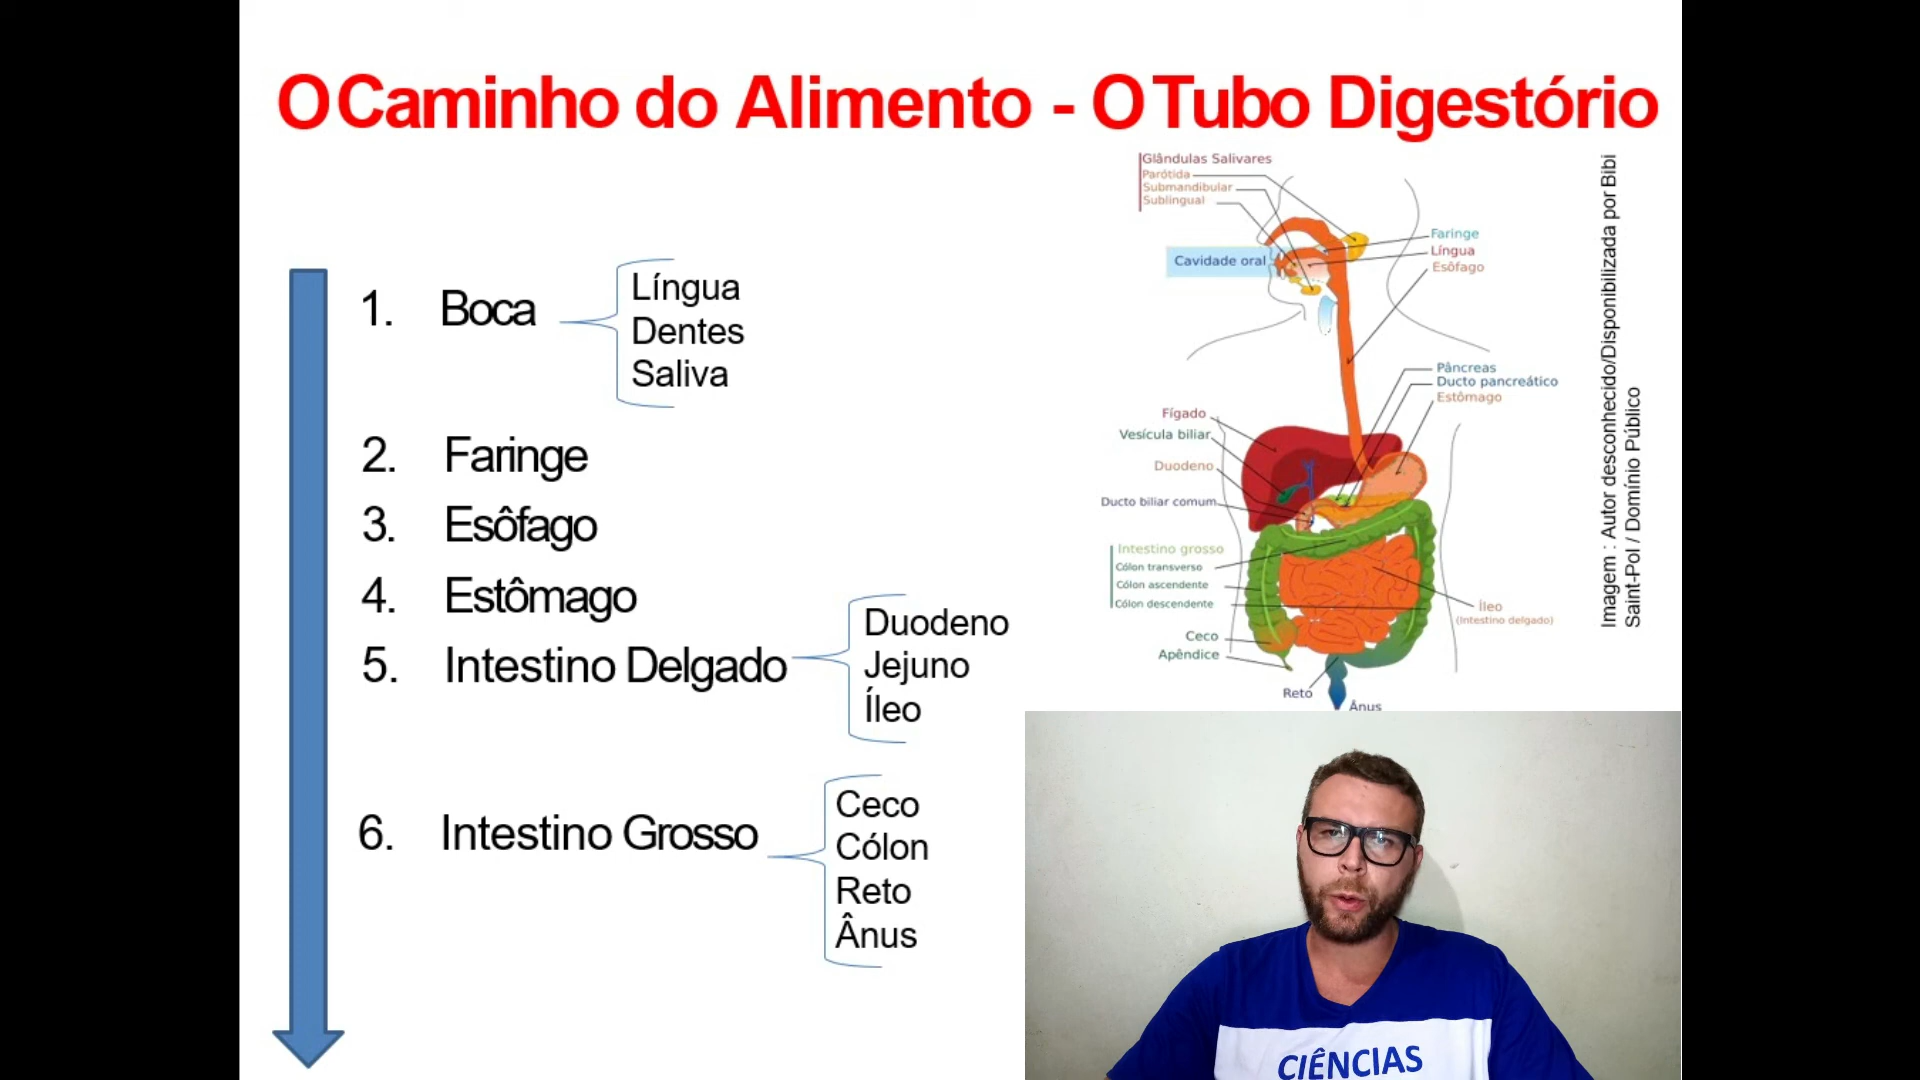 O Caminho do Alimento - O Tubo Digestório
1. Boca
Língua
Dentes
Saliva
2. Faringe
3. Esôfago
4. Estômago
5. Intestino Delgado
Duodeno
Jejuno
Íleo
6. Intestino Grosso
Ceco
Cólon
Reto
Ânus
Glândulas Salivares
Parótida
Submandibular
Sublingual
Cavidade oral
Faringe
Língua
Esôfago
Pâncreas
Ducto pancreático
Estômago
Fígado
Vesícula biliar
Duodeno
Ducto biliar comum
Intestino grosso
Cólon transverso
Cólon ascendente
Cólon descendente
Ceco
Apêndice
Íleo
(Intestino delgado)
Reto
Ânus
Imagem : Autor desconhecido/Disponibilizada por Bibi
Saint-Pol / Domínio Público
CIÊNCIAS